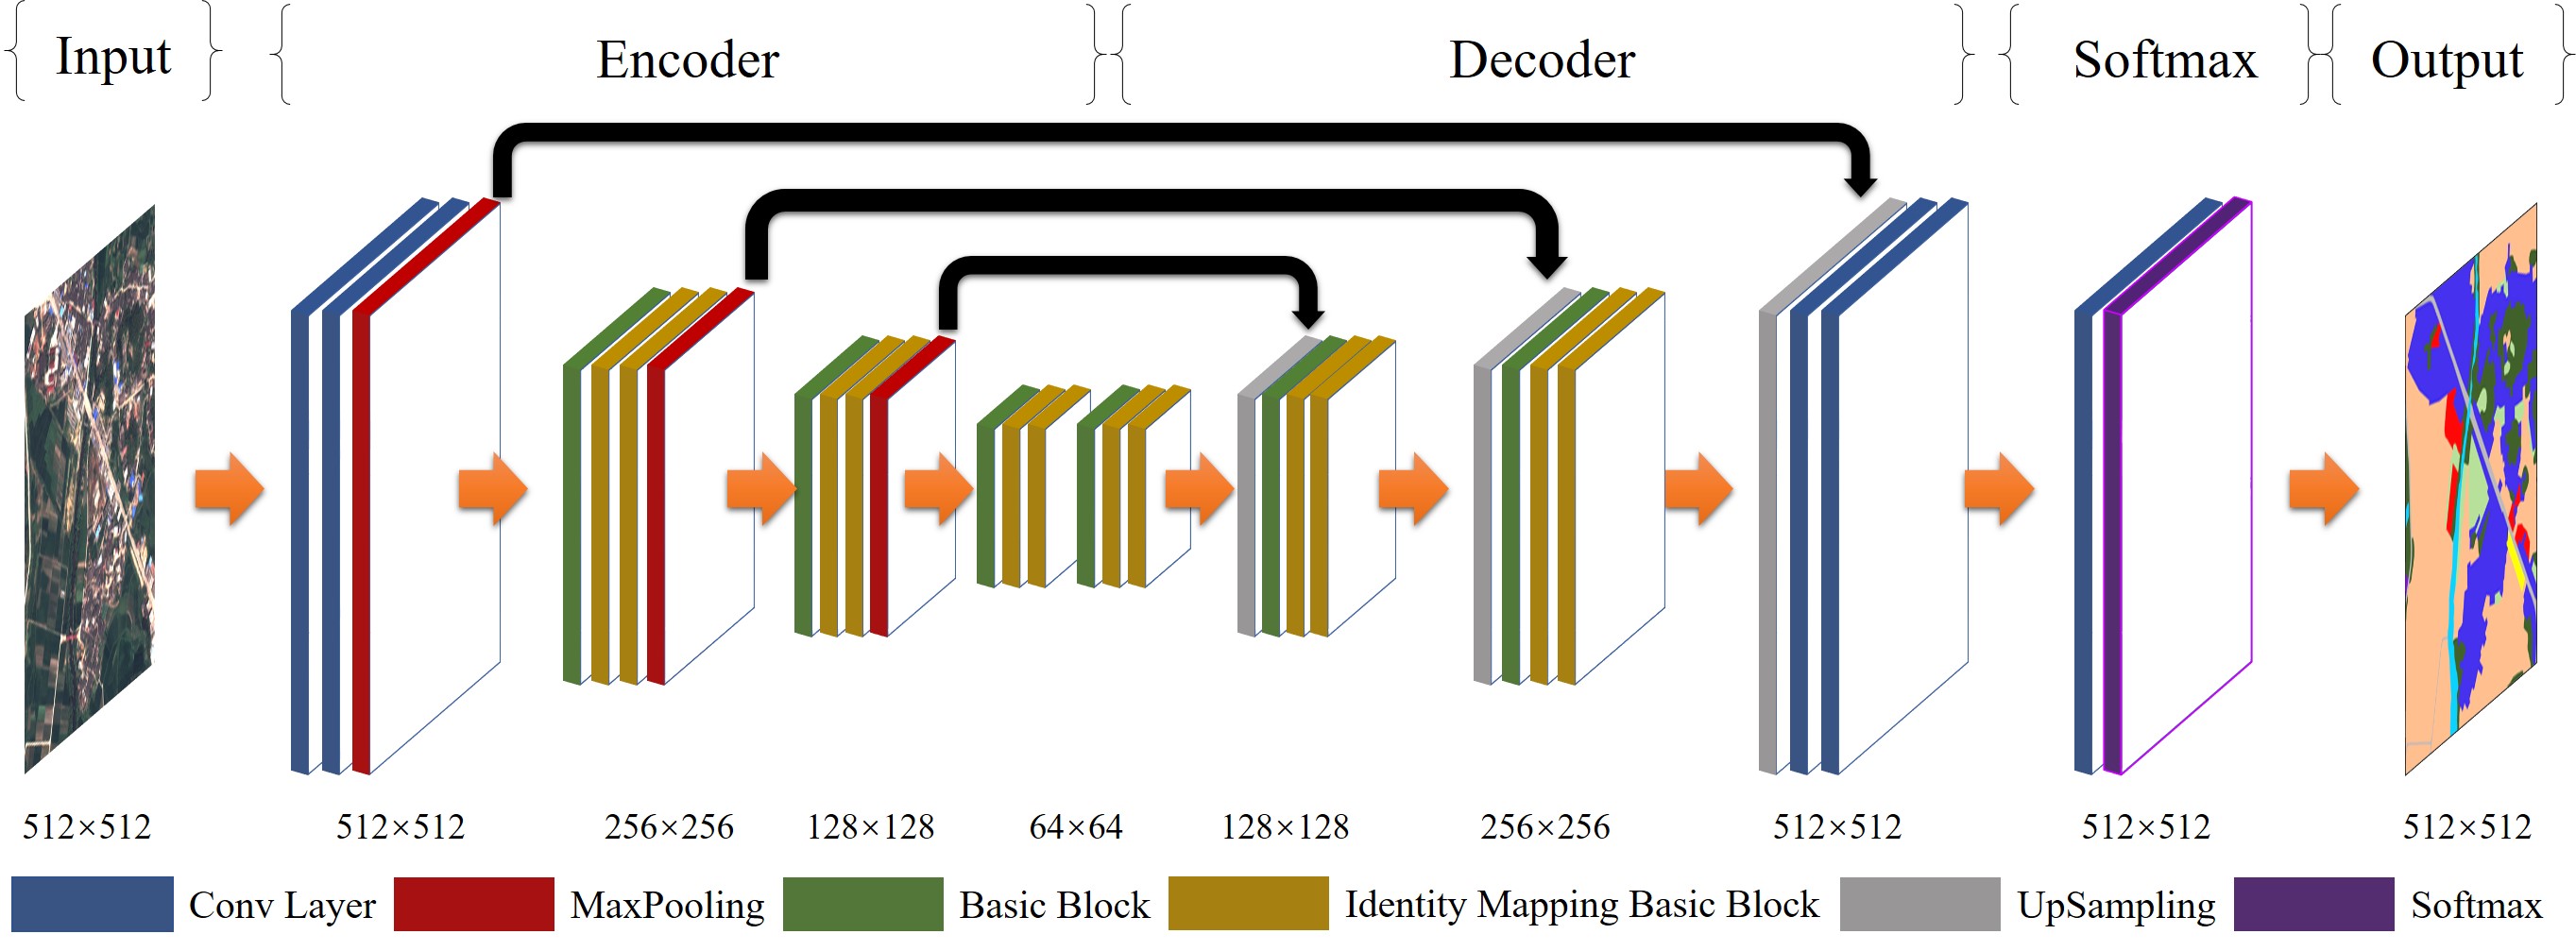 Input Encoder Decoder Softmax Output
512×512 512×512 256×256 128×128 64×64 128×128 256×256 512×512 512×512 512×512
Conv Layer MaxPooling Basic Block Identity Mapping Basic Block UpSampling Softmax